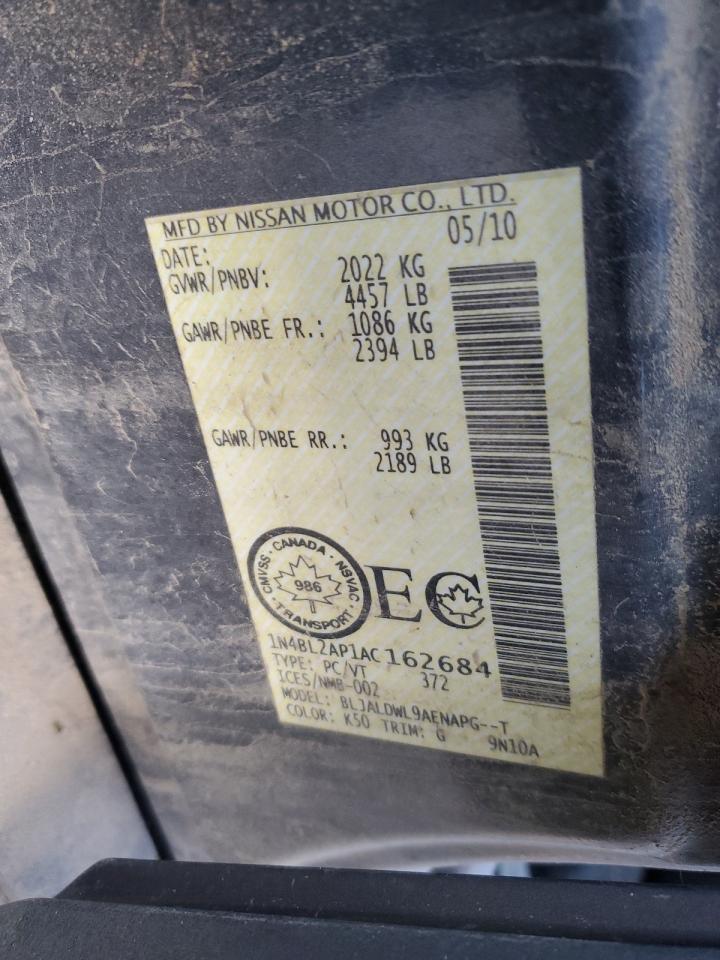 MFD BY NISSAN MOTOR CO., LTD.
DATE: 05/10
GVWR/PNBV: 2022 KG
4457 LB
GAWR/PNBE FR.: 1086 KG
2394 LB
GAWR/PNBE RR.: 993 KG
2189 LB
CMVSS · CANADA · NSVAC
986
· TRANSPORT ·
EC
1N4BL2AP1AC162684
TYPE: PC/VT 372
ICES/NMB-002
MODEL: BLJALDWL9AENAPG--T
COLOR: K50 TRIM: G 9N10A